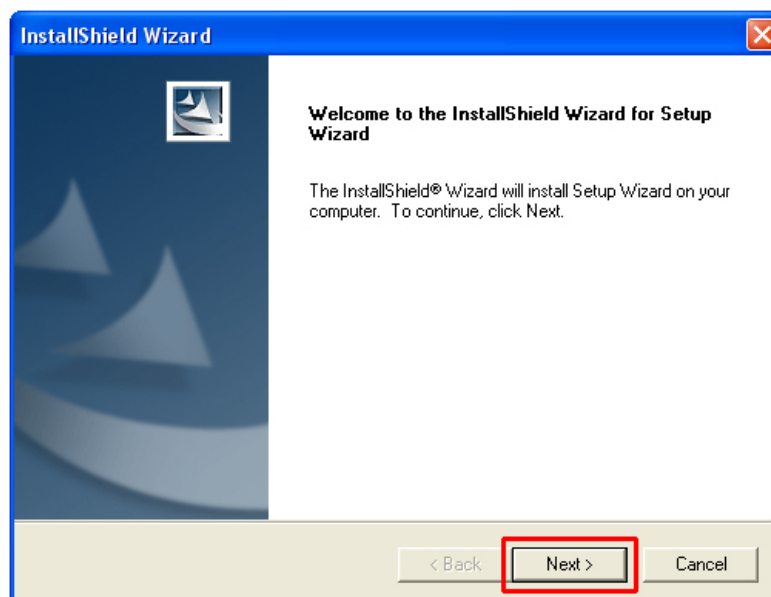 InstallShield Wizard
Welcome to the InstallShield Wizard for Setup
Wizard
The InstallShield® Wizard will install Setup Wizard on your
computer. To continue, click Next.
< Back
Next >
Cancel